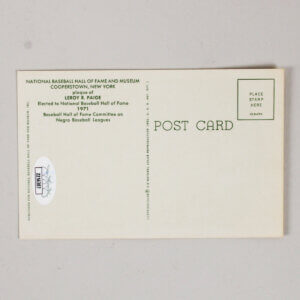 NATIONAL BASEBALL HALL OF FAME AND MUSEUM
COOPERSTOWN, NEW YORK
plaque of
LEROY R. PAIGE
Elected to National Baseball Hall of Fame
1971
Baseball Hall of Fame Committee on
Negro Baseball Leagues
POST CARD
PLACE
STAMP
HERE